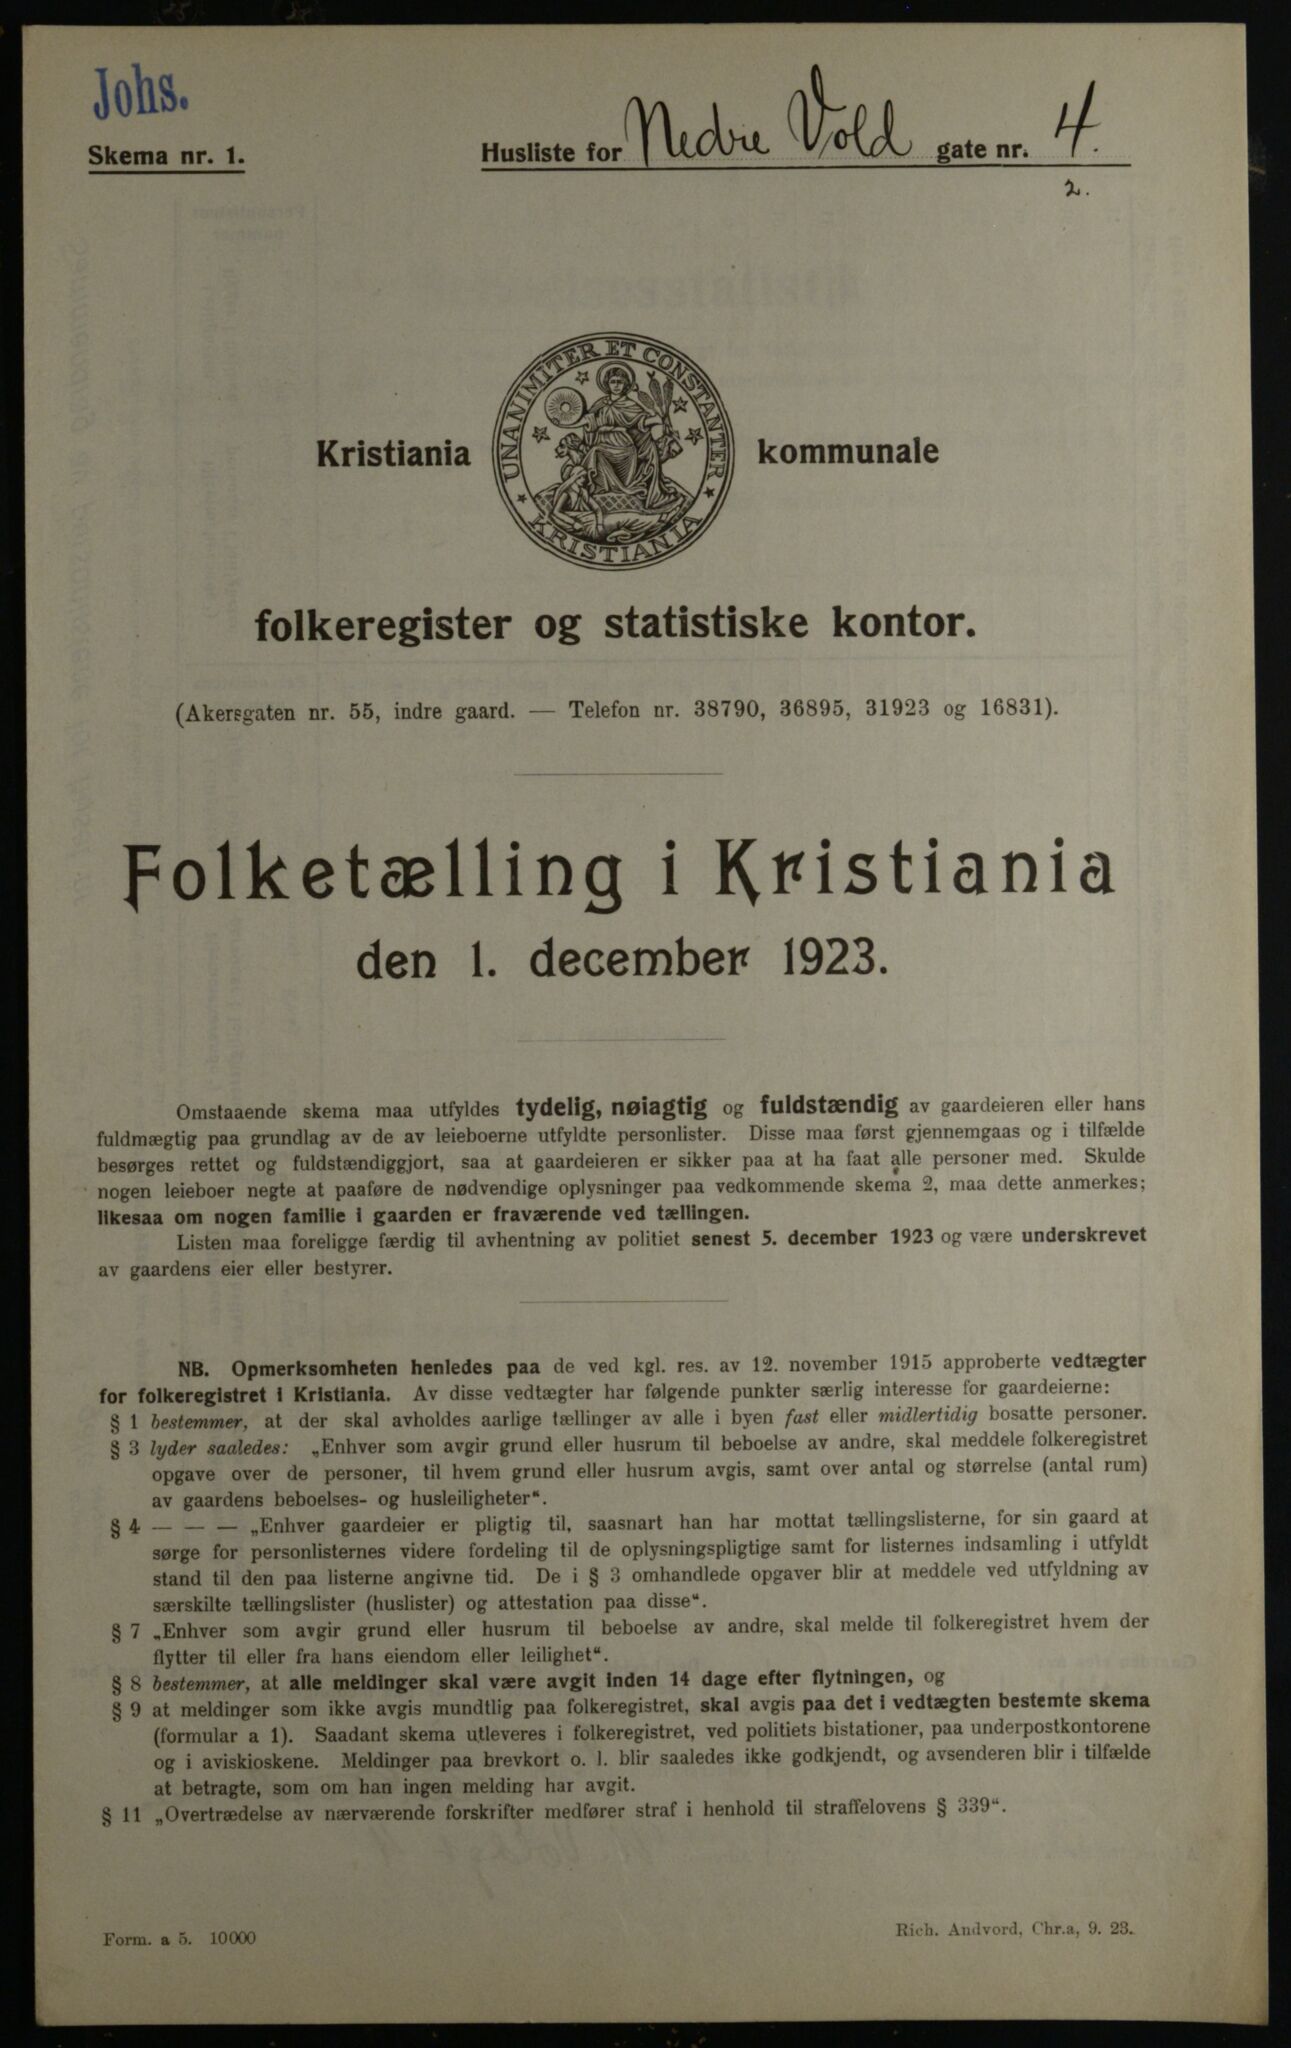 Johs.
Skema nr. 1.
Husliste for Nedre Vold gate nr. 4.
2.
UNANIMITER ET CONSTANTER
KRISTIANIA
Kristiania kommunale
folkeregister og statistiske kontor.
(Akersgaten nr. 55, indre gaard. — Telefon nr. 38790, 36895, 31923 og 16831).
Folketælling i Kristiania
den 1. december 1923.
Omstaaende skema maa utfyldes tydelig, nøiagtig og fuldstændig av gaardeieren eller hans
fuldmægtig paa grundlag av de av leieboerne utfyldte personlister. Disse maa først gjennemgaas og i tilfælde
besørges rettet og fuldstændiggjort, saa at gaardeieren er sikker paa at ha faat alle personer med. Skulde
nogen leieboer negte at paaføre de nødvendige oplysninger paa vedkommende skema 2, maa dette anmerkes;
likesaa om nogen familie i gaarden er fraværende ved tællingen.
Listen maa foreligge færdig til avhentning av politiet senest 5. december 1923 og være underskrevet
av gaardens eier eller bestyrer.
NB. Opmerksomheten henledes paa de ved kgl. res. av 12. november 1915 approberte vedtægter
for folkeregistret i Kristiania. Av disse vedtægter har følgende punkter særlig interesse for gaardeierne:
§ 1 bestemmer, at der skal avholdes aarlige tællinger av alle i byen fast eller midlertidig bosatte personer.
§ 3 lyder saaledes: „Enhver som avgir grund eller husrum til beboelse av andre, skal meddele folkeregistret
opgave over de personer, til hvem grund eller husrum avgis, samt over antal og størrelse (antal rum)
av gaardens beboelses- og husleiligheter“.
§ 4 — — — „Enhver gaardeier er pligtig til, saasnart han har mottat tællingslisterne, for sin gaard at
sørge for personlisternes videre fordeling til de oplysningspligtige samt for listernes indsamling i utfyldt
stand til den paa listerne angivne tid. De i § 3 omhandlede opgaver blir at meddele ved utfyldning av
særskilte tællingslister (huslister) og attestation paa disse“.
§ 7 „Enhver som avgir grund eller husrum til beboelse av andre, skal melde til folkeregistret hvem der
flytter til eller fra hans eiendom eller leilighet“.
§ 8 bestemmer, at alle meldinger skal være avgit inden 14 dage efter flytningen, og
§ 9 at meldinger som ikke avgis mundtlig paa folkeregistret, skal avgis paa det i vedtægten bestemte skema
(formular a 1). Saadant skema utleveres i folkeregistret, ved politiets bistationer, paa underpostkontorene
og i aviskioskene. Meldinger paa brevkort o. l. blir saaledes ikke godkjendt, og avsenderen blir i tilfælde
at betragte, som om han ingen melding har avgit.
§ 11 „Overtrædelse av nærværende forskrifter medfører straf i henhold til straffelovens § 339“.
Form. a 5. 10000
Rich. Andvord, Chr.a, 9. 23.